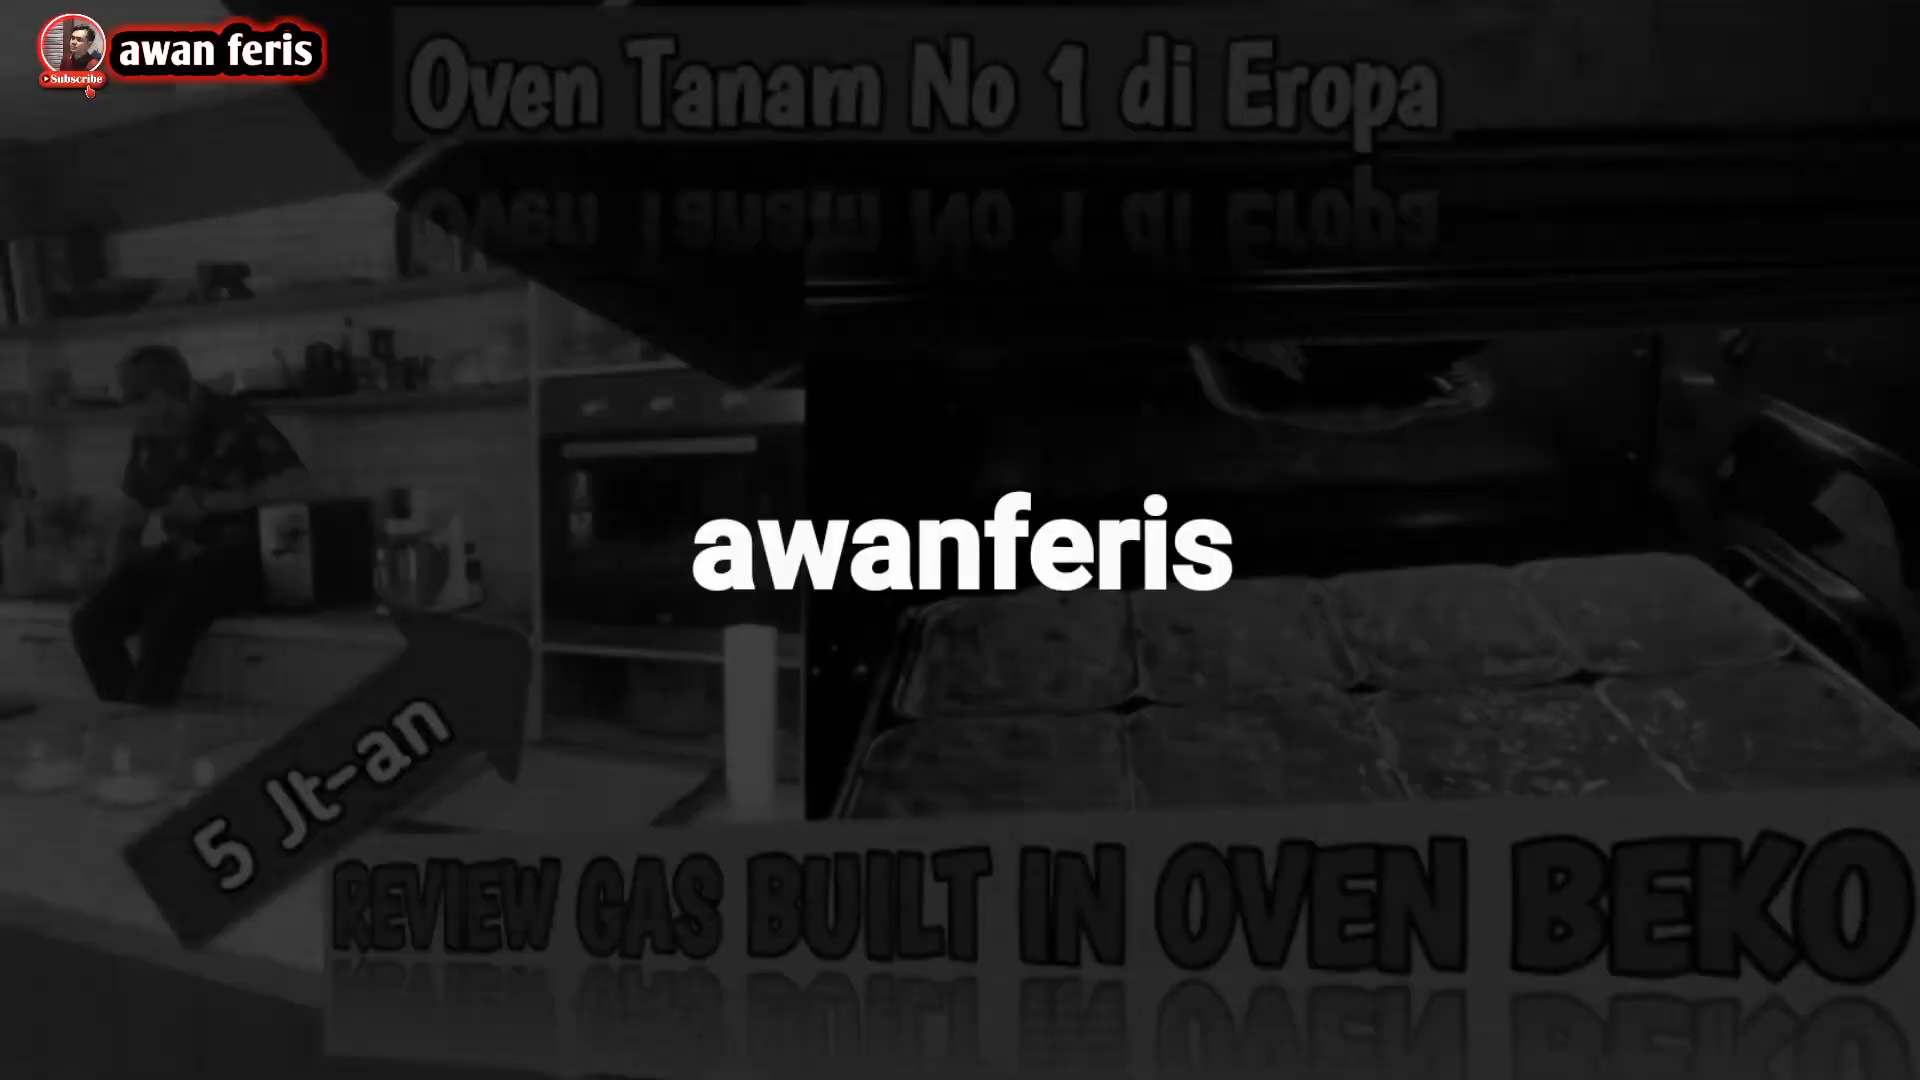 awan feris
Subscribe
Oven Tanam No 1 di Eropa
awanferis
5 Jt-an
REVIEW GAS BUILT IN OVEN BEKO